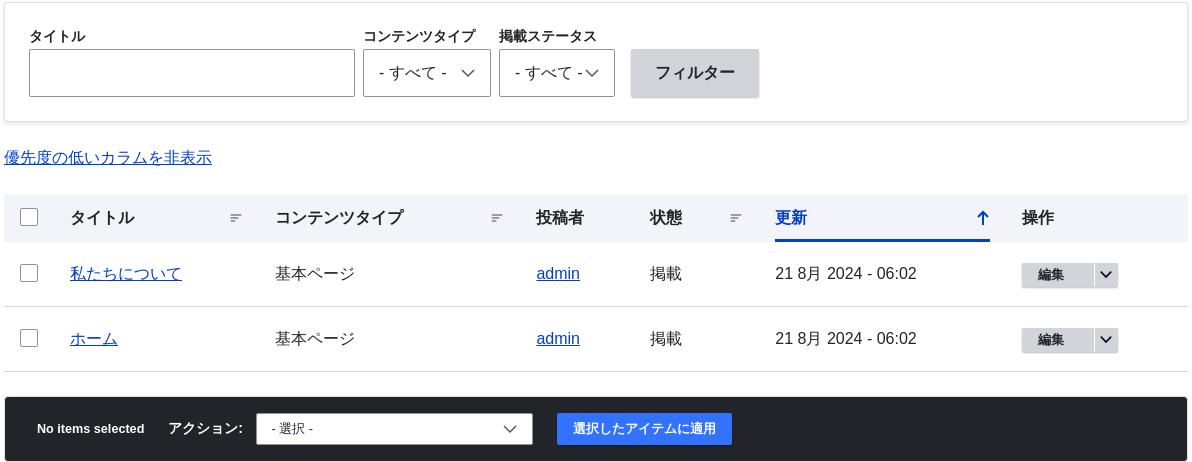 タイトル コンテンツタイプ 掲載ステータス
- すべて - - すべて - フィルター
優先度の低いカラムを非表示
タイトル コンテンツタイプ 投稿者 状態 更新 操作
私たちについて 基本ページ admin 掲載 21 8月 2024 - 06:02 編集
ホーム 基本ページ admin 掲載 21 8月 2024 - 06:02 編集
No items selected アクション: - 選択 - 選択したアイテムに適用